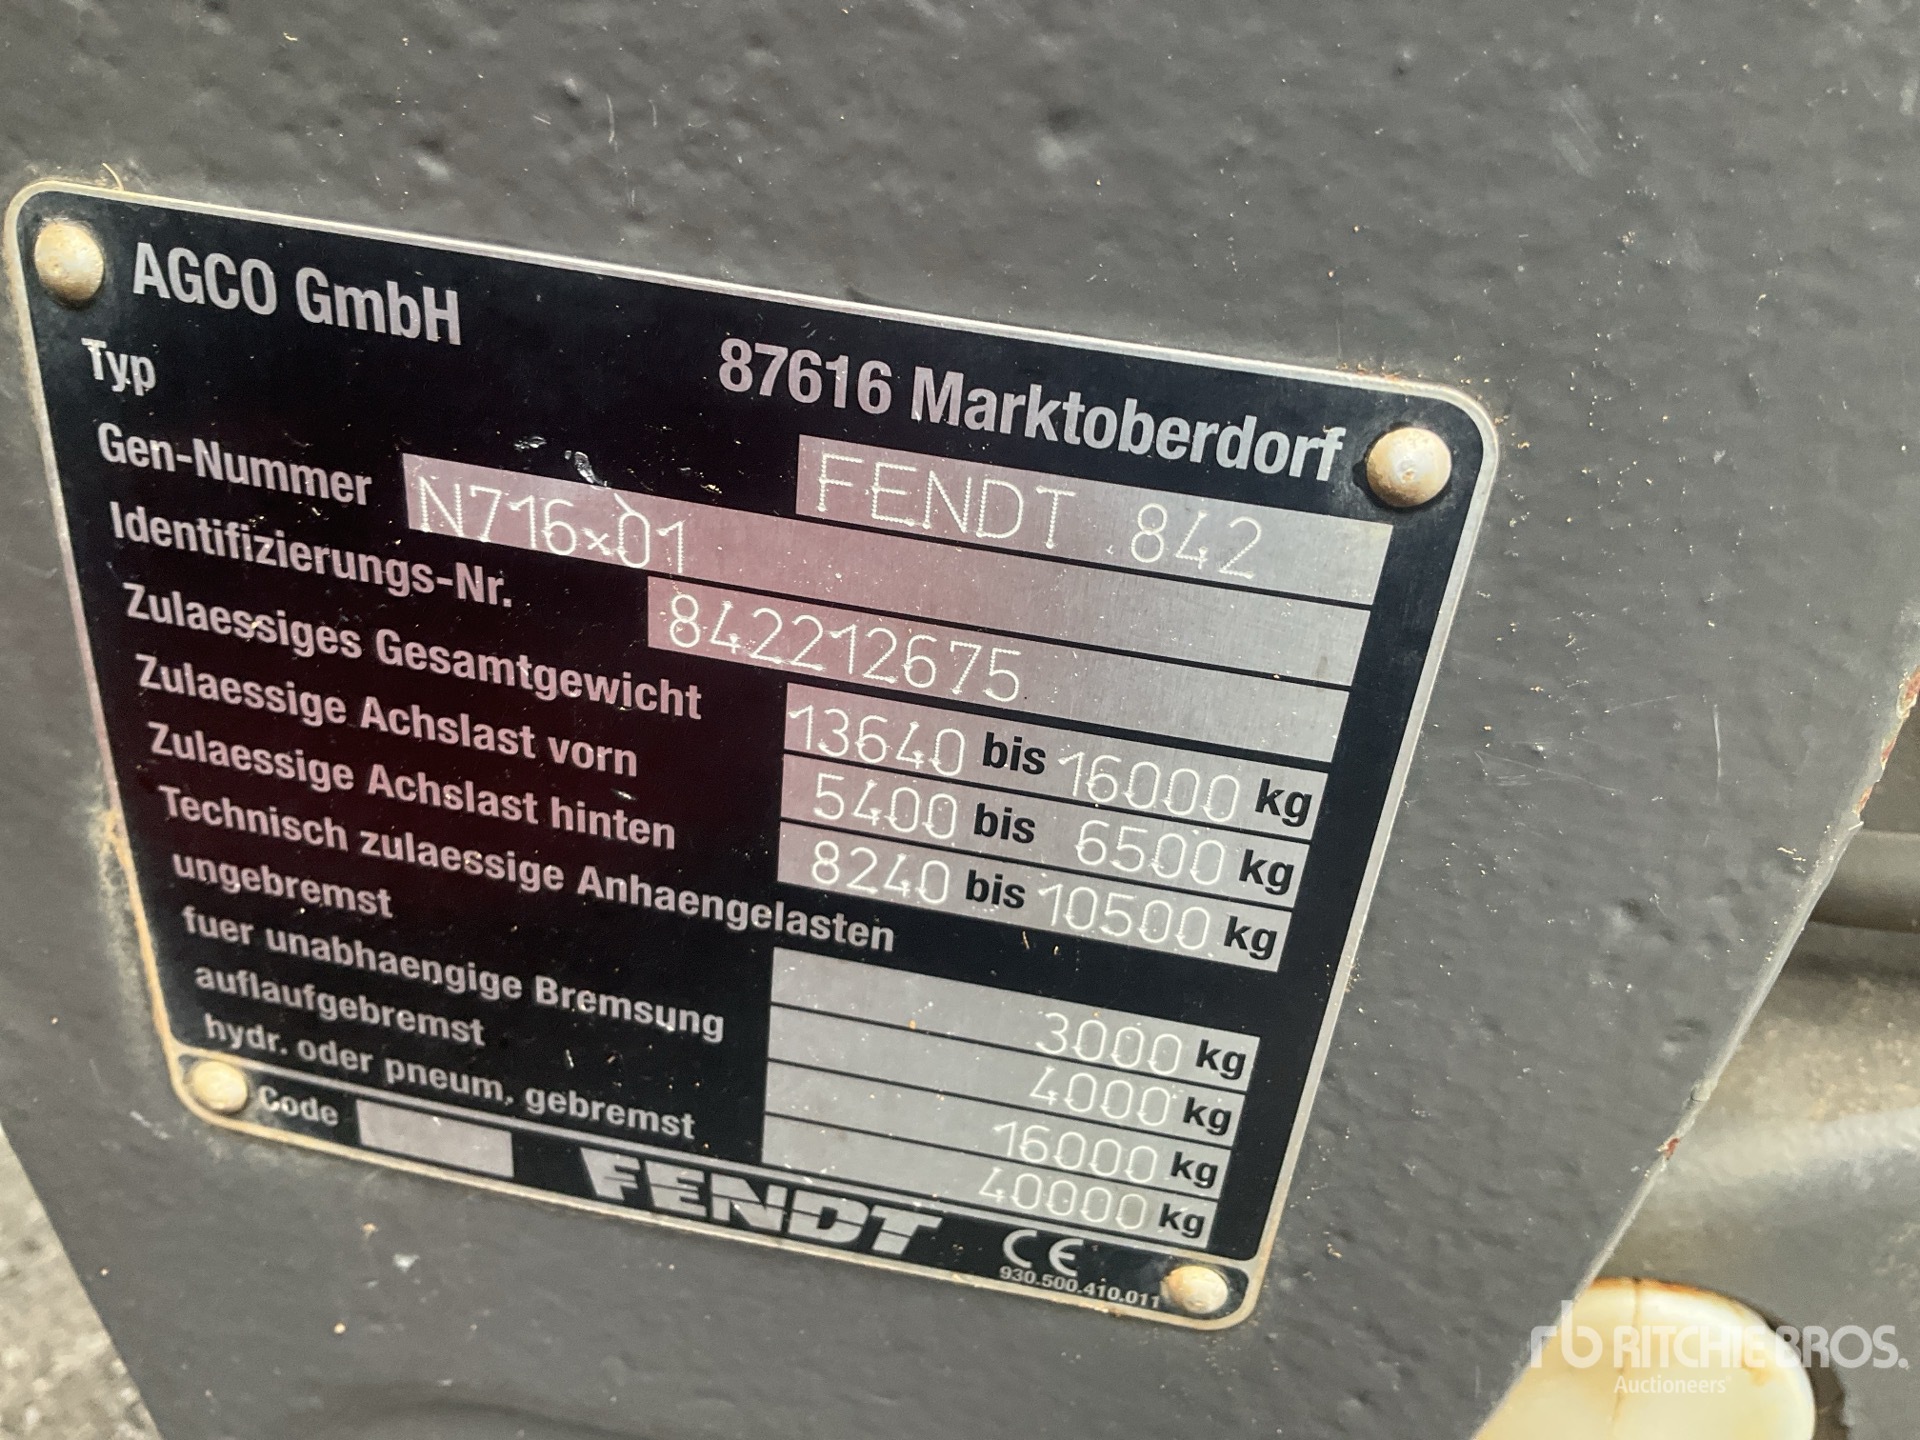 AGCO GmbH
87616 Marktoberdorf
Typ FENDT 842
Gen-Nummer N716x01
Identifizierungs-Nr. 842212675
Zulaessiges Gesamtgewicht 13640 bis 16000 kg
Zulaessige Achslast vorn 5400 bis 6500 kg
Zulaessige Achslast hinten 8240 bis 10500 kg
Technisch zulaessige Anhaengelasten
ungebremst 3000 kg
fuer unabhaengige Bremsung 4000 kg
auflaufgebremst 16000 kg
hydr. oder pneum, gebremst 40000 kg
Code
FENDT
CE
930.500.410.011
rb RITCHIE BROS.
Auctioneers